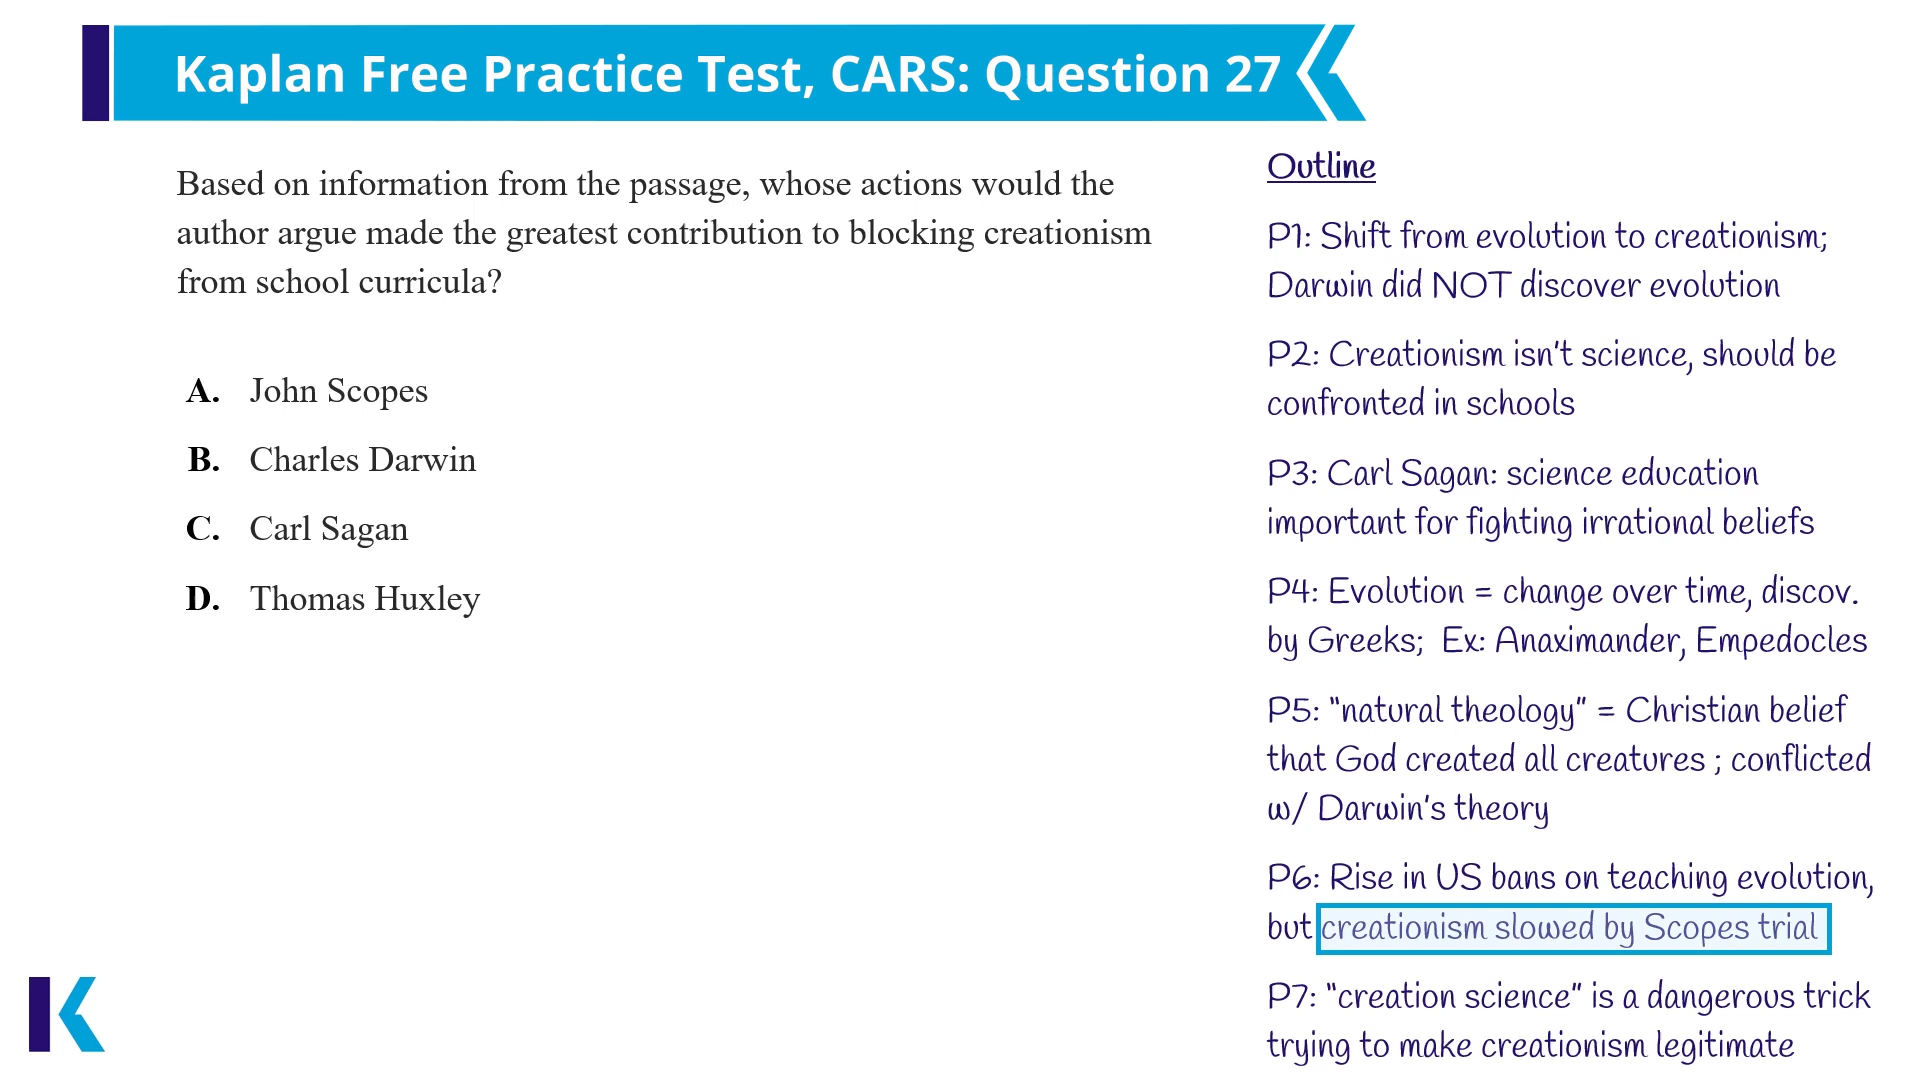 Kaplan Free Practice Test, CARS: Question 27
Based on information from the passage, whose actions would the
author argue made the greatest contribution to blocking creationism
from school curricula?
A. John Scopes
B. Charles Darwin
C. Carl Sagan
D. Thomas Huxley
Outline
P1: Shift from evolution to creationism;
Darwin did NOT discover evolution
P2: Creationism isn't science, should be
confronted in schools
P3: Carl Sagan: science education
important for fighting irrational beliefs
P4: Evolution = change over time, discov.
by Greeks; Ex: Anaximander, Empedocles
P5: "natural theology" = Christian belief
that God created all creatures ; conflicted
w/ Darwin's theory
P6: Rise in US bans on teaching evolution,
but creationism slowed by Scopes trial
P7: "creation science" is a dangerous trick
trying to make creationism legitimate
K